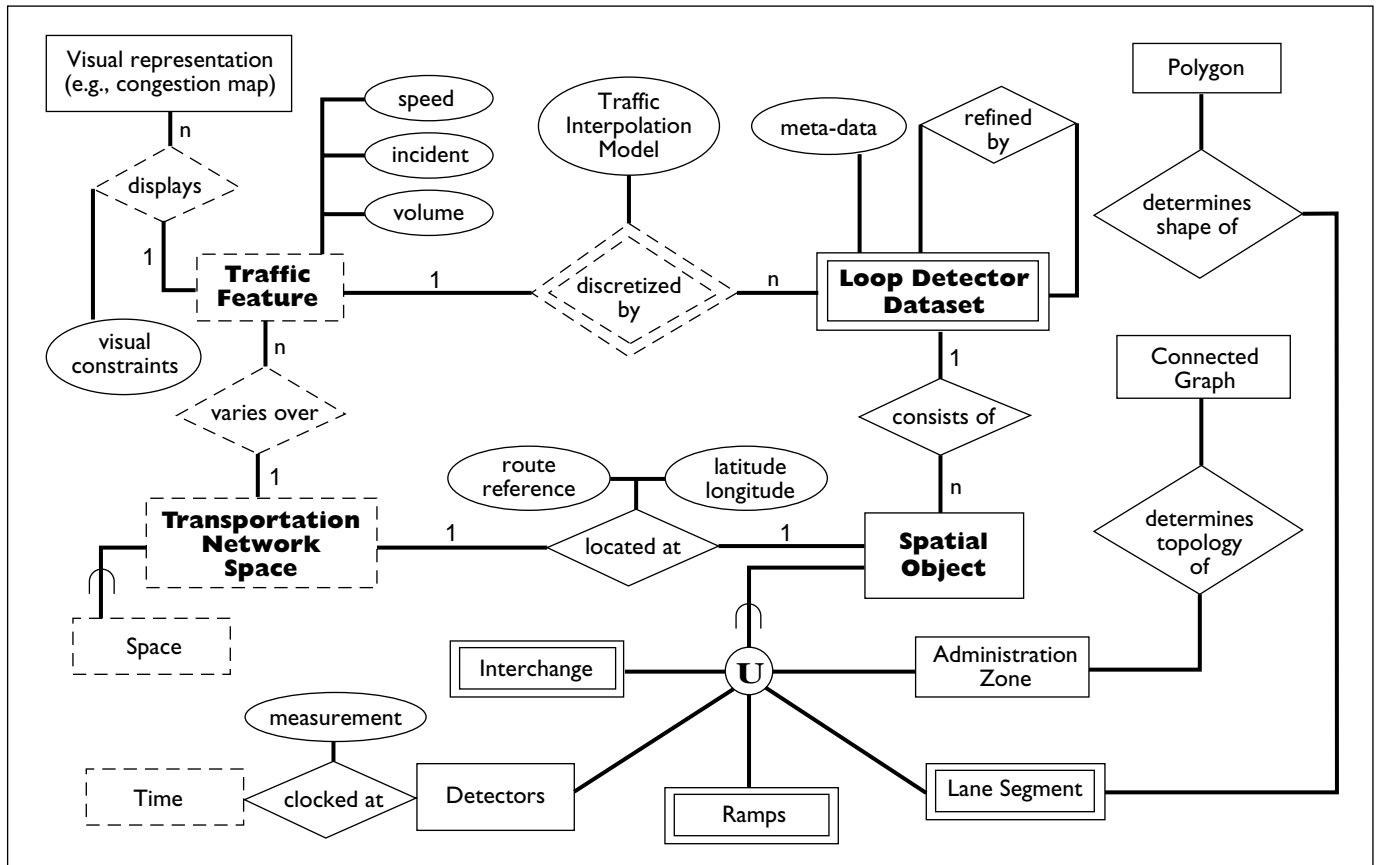 Visual representation
(e.g., congestion map)
n
displays
1
visual
constraints
speed
incident
volume
Traffic
Feature
1
Traffic
Interpolation
Model
discretized
by
n
meta-data
refined
by
Loop Detector
Dataset
Polygon
determines
shape of
n
varies over
1
1
consists of
n
Connected
Graph
determines
topology
of
Transportation
Network
Space
1
route
reference
latitude
longitude
located at
1
Spatial
Object
Space
Interchange
U
Administration
Zone
measurement
Time
clocked at
Detectors
Ramps
Lane Segment